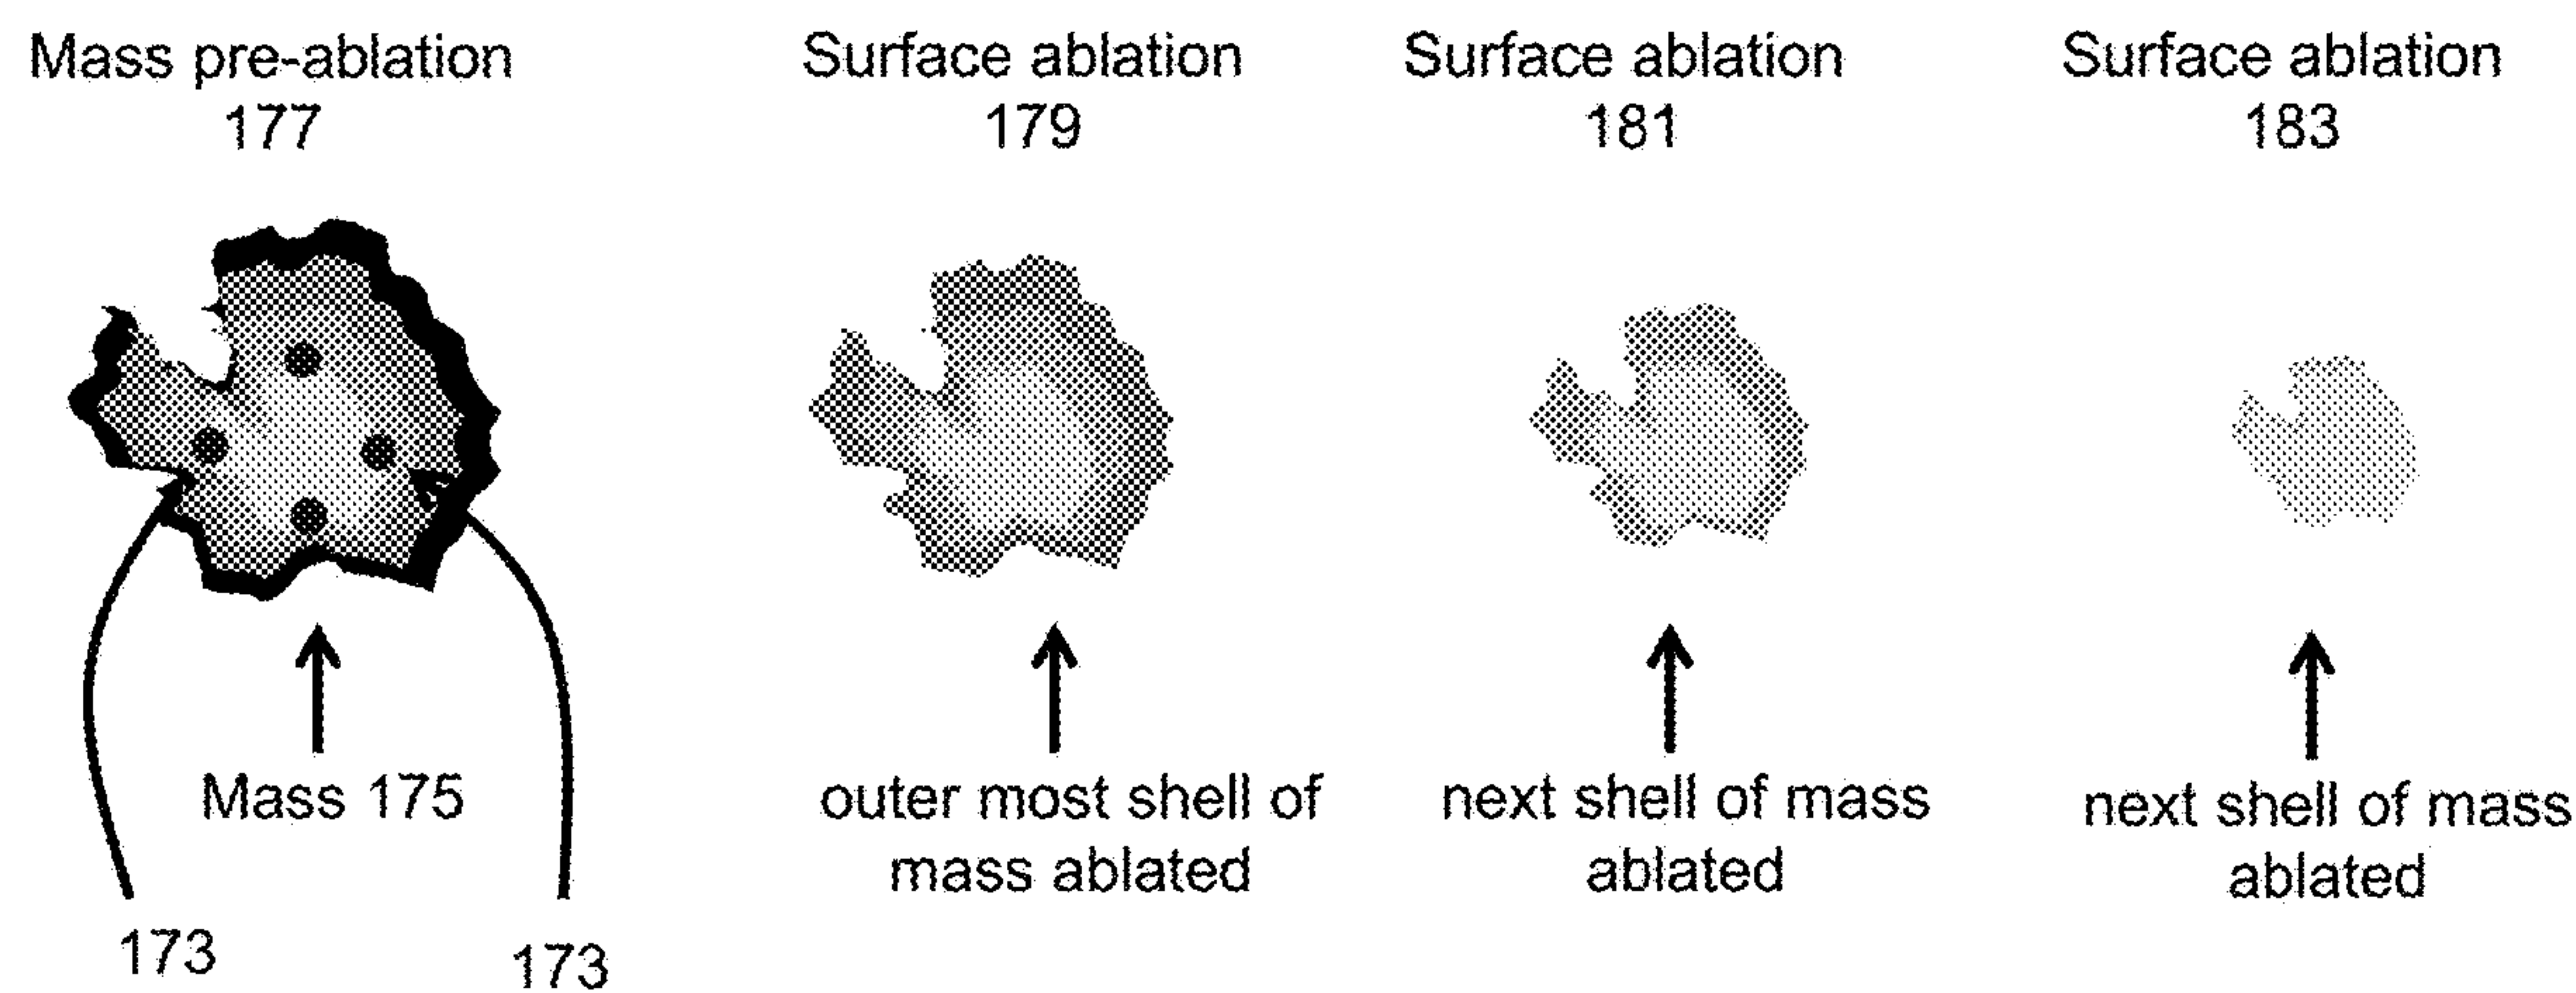 Mass pre-ablation
177
Surface ablation
179
Surface ablation
181
Surface ablation
183
Mass 175
outer most shell of
mass ablated
next shell of mass
ablated
next shell of mass
ablated
173
173